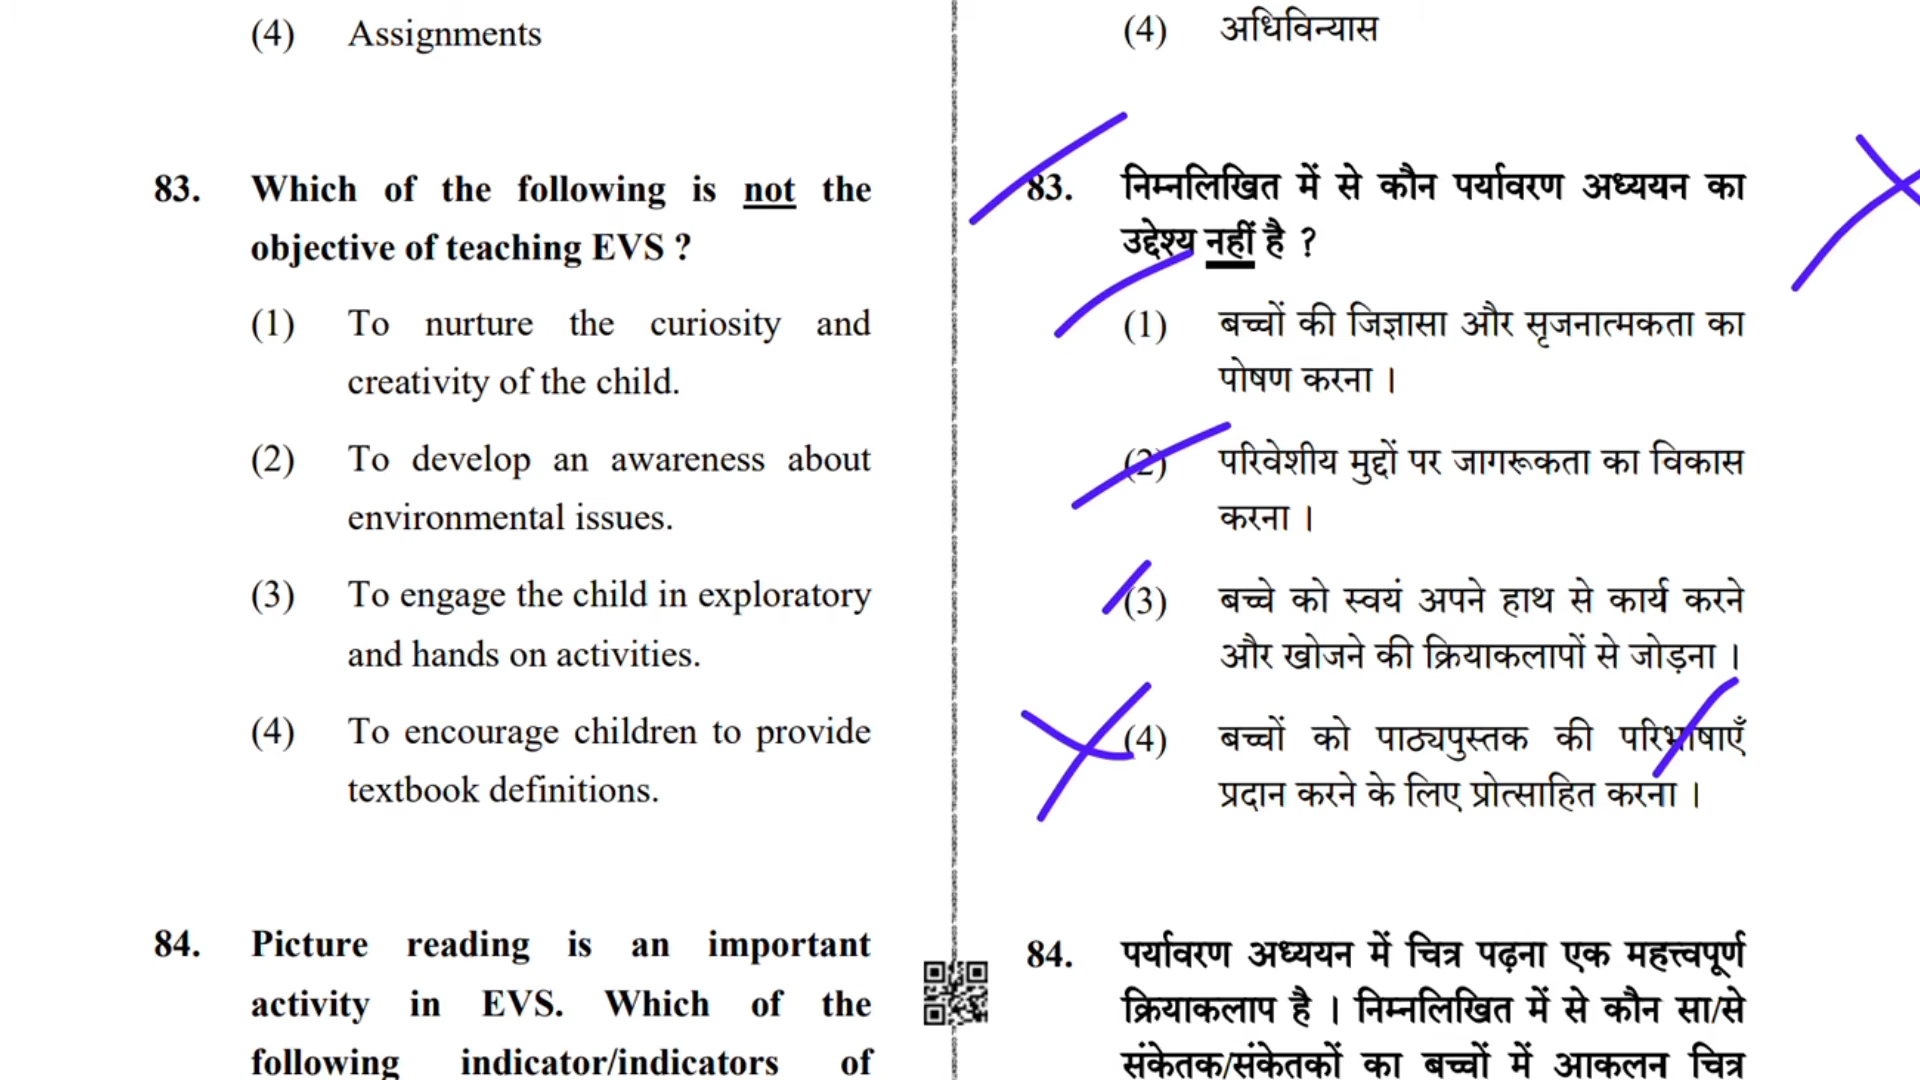 (4) Assignments
83. Which of the following is not the
objective of teaching EVS ?
(1) To nurture the curiosity and
creativity of the child.
(2) To develop an awareness about
environmental issues.
(3) To engage the child in exploratory
and hands on activities.
(4) To encourage children to provide
textbook definitions.
84. Picture reading is an important
activity in EVS. Which of the
following indicator/indicators of
(4) अधिविन्यास
83. निम्नलिखित में से कौन पर्यावरण अध्ययन का
उद्देश्य नहीं है ?
(1) बच्चों की जिज्ञासा और सृजनात्मकता का
पोषण करना ।
(2) परिवेशीय मुद्दों पर जागरूकता का विकास
करना ।
(3) बच्चे को स्वयं अपने हाथ से कार्य करने
और खोजने की क्रियाकलापों से जोड़ना ।
(4) बच्चों को पाठ्यपुस्तक की परिभाषाएँ
प्रदान करने के लिए प्रोत्साहित करना ।
84. पर्यावरण अध्ययन में चित्र पढ़ना एक महत्त्वपूर्ण
क्रियाकलाप है । निम्नलिखित में से कौन सा/से
संकेतक/संकेतकों का बच्चों में आकलन चित्र